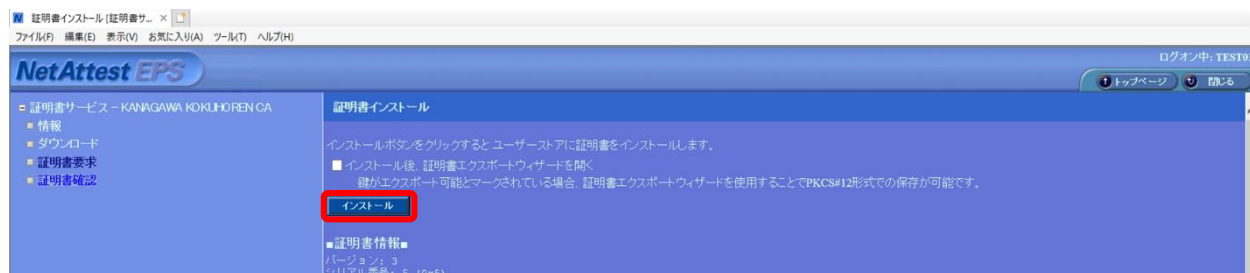 証明書インストール [証明書サ...
ファイル(F) 編集(E) 表示(V) お気に入り(A) ツール(T) ヘルプ(H)
NetAttest EPS
ログオン中: TEST0
トップページ 閉じる
証明書サービス - KANAGAWA KOKUHOREN CA
情報
ダウンロード
証明書要求
証明書確認
証明書インストール
インストールボタンをクリックするとユーザーストアに証明書をインストールします。
インストール後、証明書エクスポートウィザードを開く
鍵がエクスポート可能とマークされている場合、証明書エクスポートウィザードを使用することでPKCS#12形式での保存が可能です。
インストール
■証明書情報■
バージョン: 3